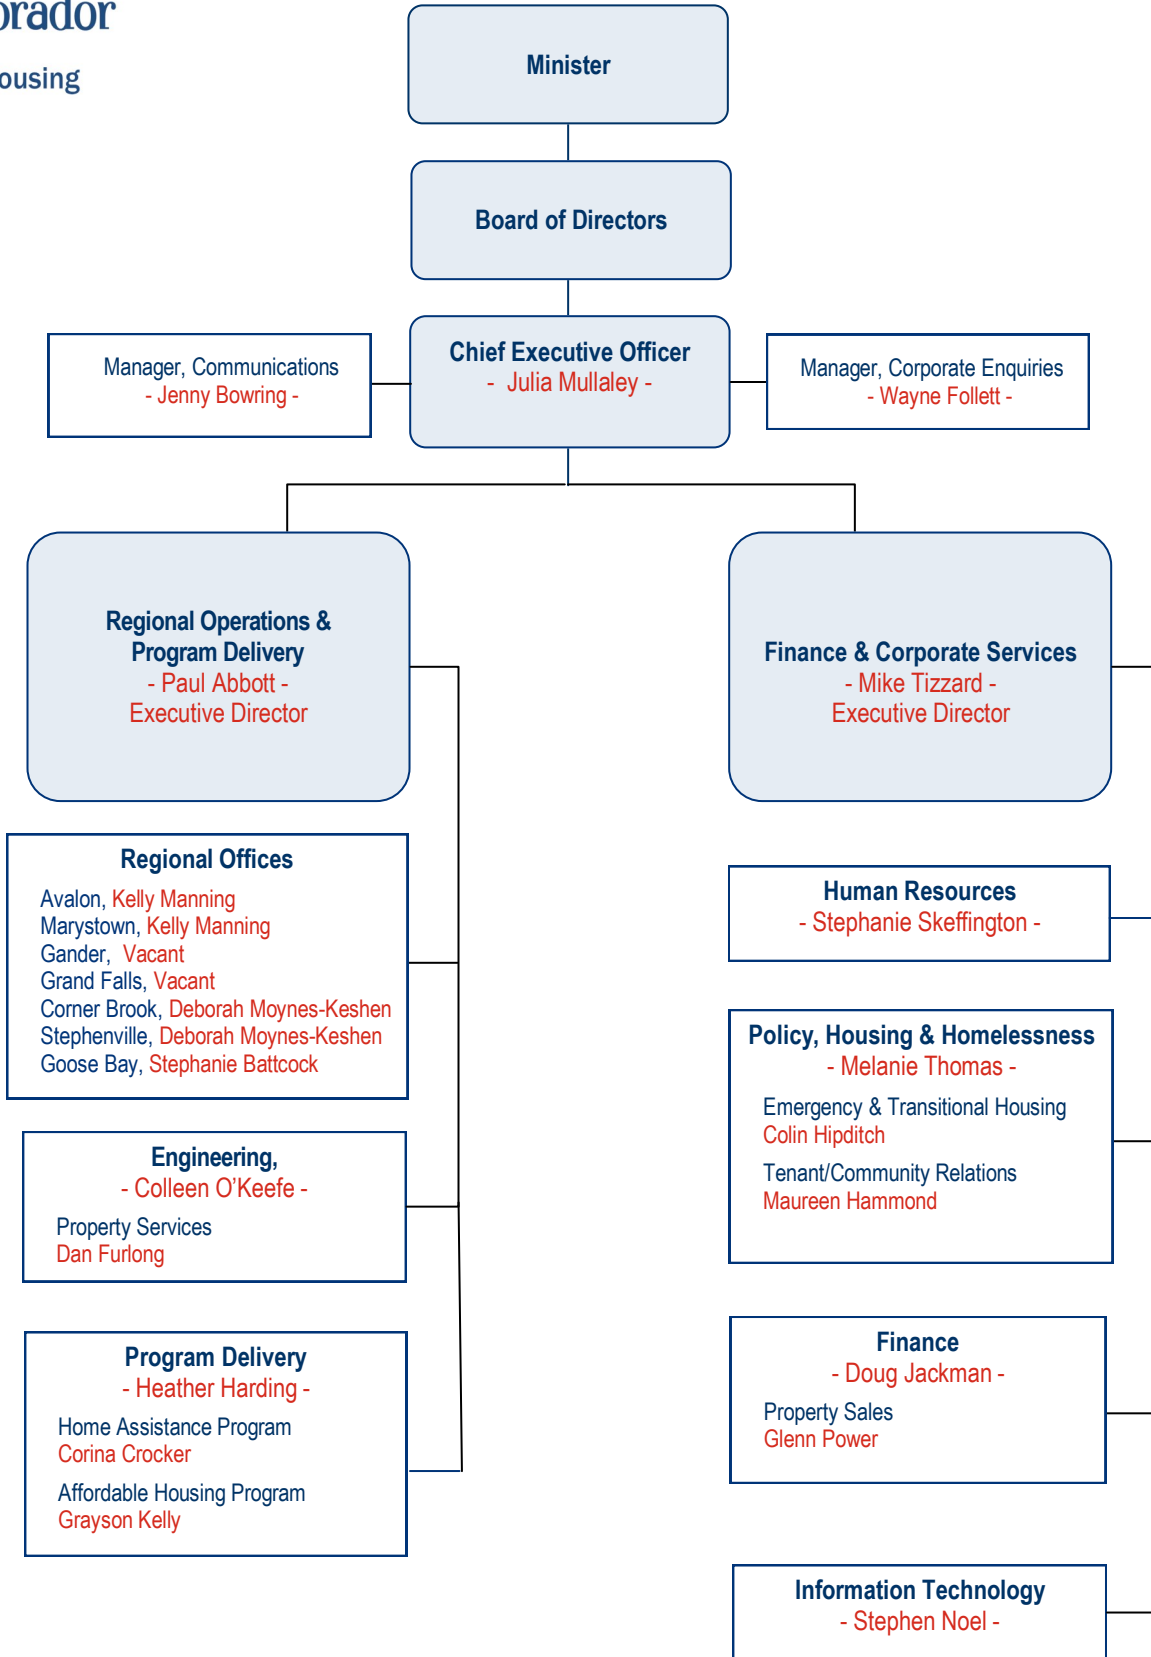 Minister
Board of Directors
Chief Executive Officer
- Julia Mullaley -
Manager, Communications
- Jenny Bowring -
Manager, Corporate Enquiries
- Wayne Follett -
Regional Operations &
Program Delivery
- Paul Abbott -
Executive Director
Finance & Corporate Services
- Mike Tizzard -
Executive Director
Regional Offices
Avalon, Kelly Manning
Marystown, Kelly Manning
Gander, Vacant
Grand Falls, Vacant
Corner Brook, Deborah Moynes-Keshen
Stephenville, Deborah Moynes-Keshen
Goose Bay, Stephanie Battcock
Engineering,
- Colleen O'Keefe -
Property Services
Dan Furlong
Program Delivery
- Heather Harding -
Home Assistance Program
Corina Crocker
Affordable Housing Program
Grayson Kelly
Human Resources
- Stephanie Skeffington -
Policy, Housing & Homelessness
- Melanie Thomas -
Emergency & Transitional Housing
Colin Hipditch
Tenant/Community Relations
Maureen Hammond
Finance
- Doug Jackman -
Property Sales
Glenn Power
Information Technology
- Stephen Noel -